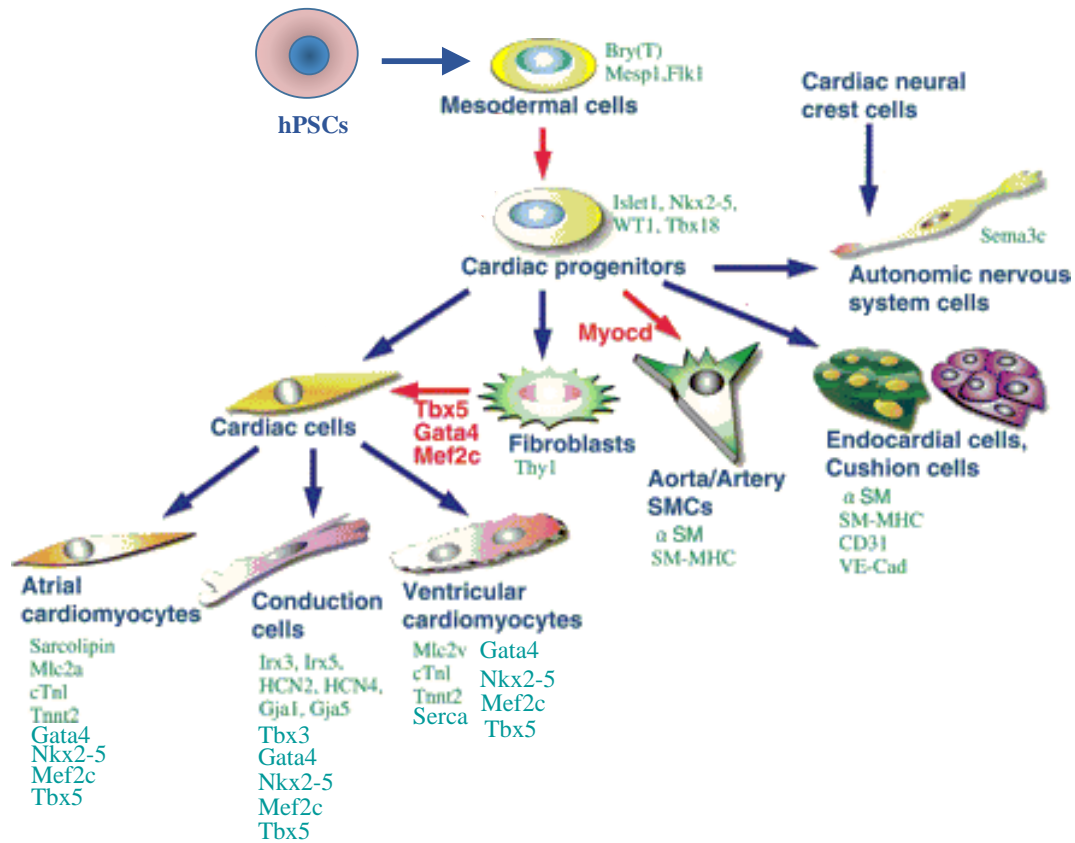 hPSCs
Bry(T)
Mesp1,Flk1
Mesodermal cells
Cardiac neural
crest cells
Islet1, Nkx2-5,
WT1, Tbx18
Cardiac progenitors
Sema3c
Autonomic nervous
system cells
Myocd
Tbx5
Gata4
Mef2c
Cardiac cells
Fibroblasts
Thy1
Aorta/Artery
SMCs
α SM
SM-MHC
Endocardial cells,
Cushion cells
α SM
SM-MHC
CD31
VE-Cad
Atrial
cardiomyocytes
Sarcolipin
Mlc2a
cTnl
Tnnt2
Gata4
Nkx2-5
Mef2c
Tbx5
Conduction
cells
Irx3, Irx5,
HCN2, HCN4,
Gja1, Gja5
Tbx3
Gata4
Nkx2-5
Mef2c
Tbx5
Ventricular
cardiomyocytes
Mlc2v
cTnl
Tnnt2
Serca
Gata4
Nkx2-5
Mef2c
Tbx5